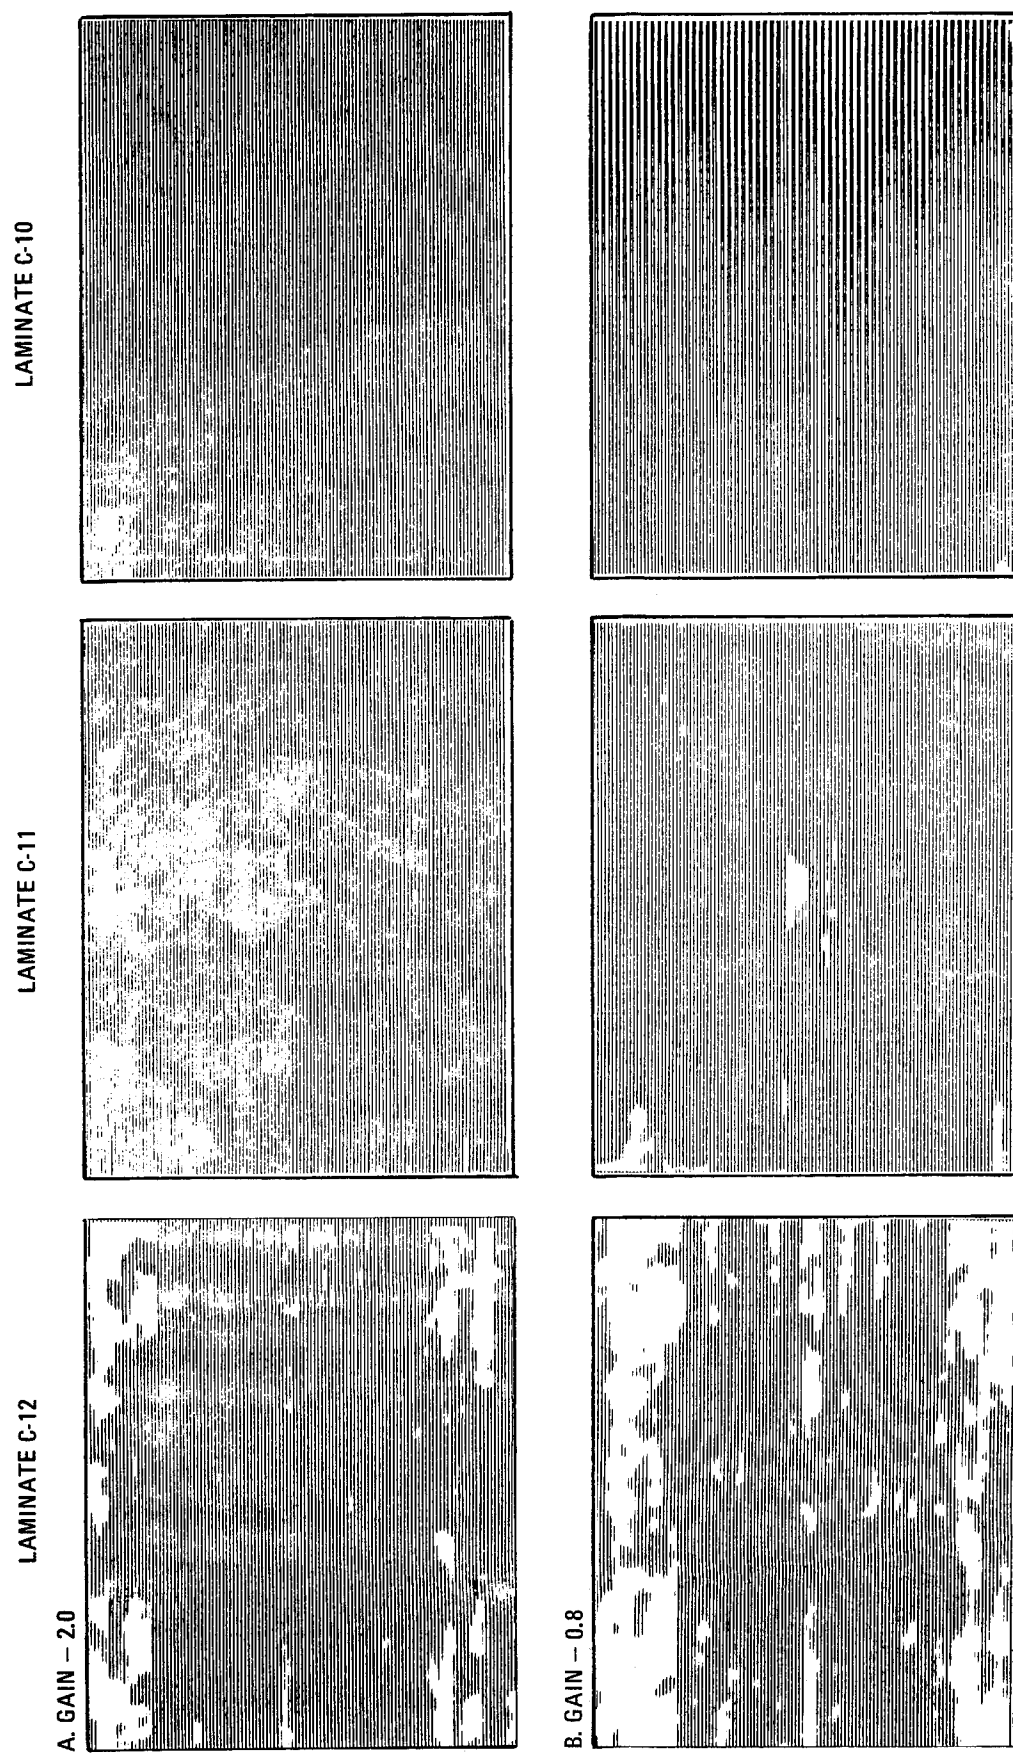 LAMINATE C-12
LAMINATE C-11
LAMINATE C-10
A. GAIN – 2.0
B. GAIN – 0.8